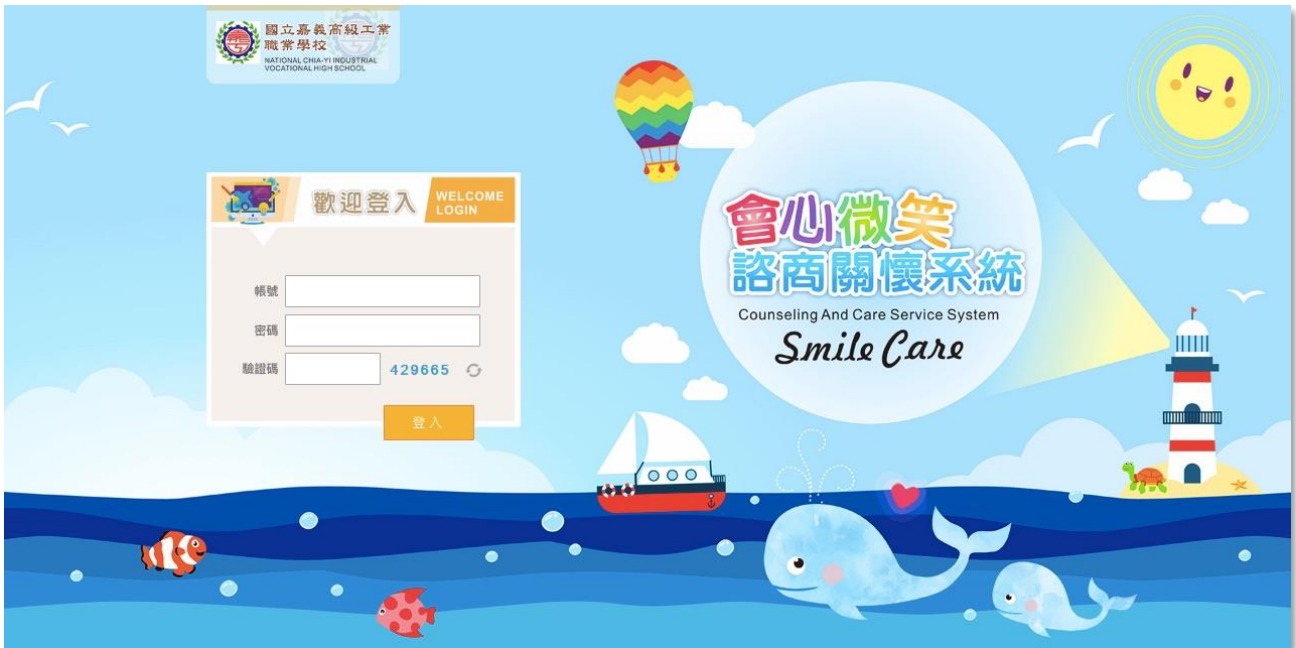 國立嘉義高級工業
職業學校
NATIONAL CHIA-YI INDUSTRIAL
VOCATIONAL HIGH SCHOOL
歡迎登入
WELCOME
LOGIN
帳號
密碼
驗證碼
429665
登入
會心微笑
諮商關懷系統
Counseling And Care Service System
Smile Care